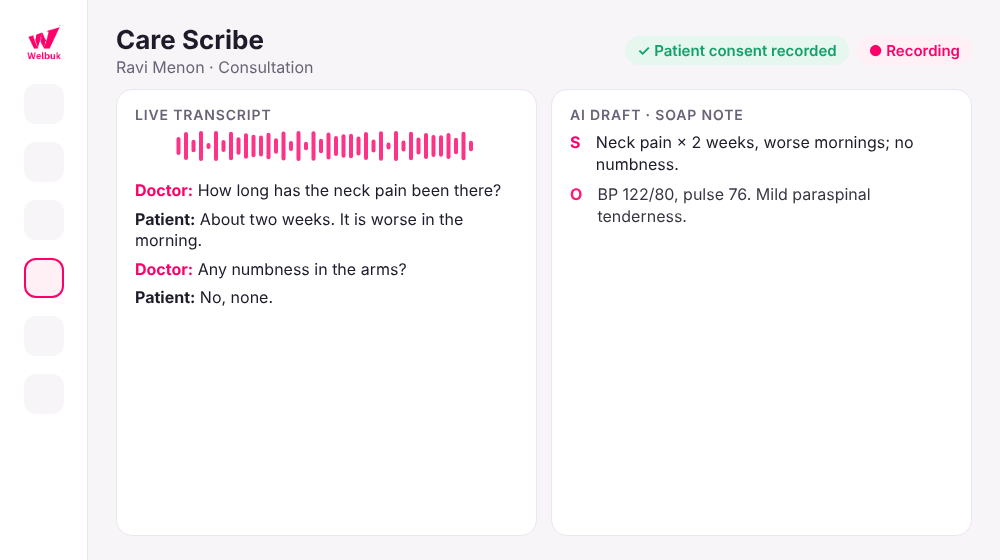 Welbuk
Care Scribe
Ravi Menon · Consultation
✓ Patient consent recorded
Recording
LIVE TRANSCRIPT
Doctor: How long has the neck pain been there?
Patient: About two weeks. It is worse in the
morning.
Doctor: Any numbness in the arms?
Patient: No, none.
AI DRAFT · SOAP NOTE
S Neck pain × 2 weeks, worse mornings; no
numbness.
O BP 122/80, pulse 76. Mild paraspinal
tenderness.